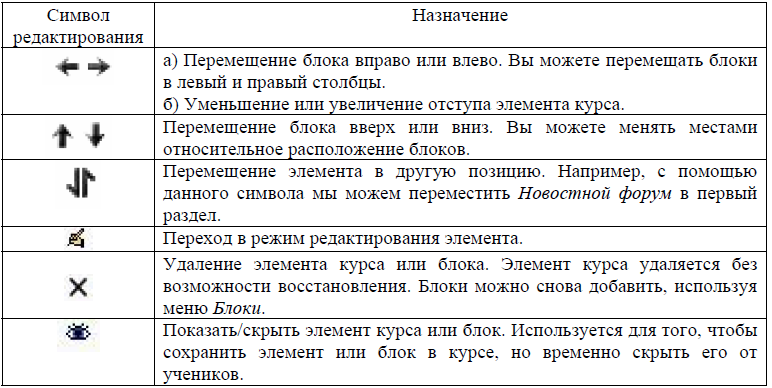 Символ
редактирования
Назначение
а) Перемещение блока вправо или влево. Вы можете перемещать блоки
в левый и правый столбцы.
б) Уменьшение или увеличение отступа элемента курса.
Перемещение блока вверх или вниз. Вы можете менять местами
относительное расположение блоков.
Перемещение элемента в другую позицию. Например, с помощью
данного символа мы можем переместить Новостной форум в первый
раздел.
Переход в режим редактирования элемента.
Удаление элемента курса или блока. Элемент курса удаляется без
возможности восстановления. Блоки можно снова добавить, используя
меню Блоки.
Показать/скрыть элемент курса или блок. Используется для того, чтобы
сохранить элемент или блок в курсе, но временно скрыть его от
учеников.